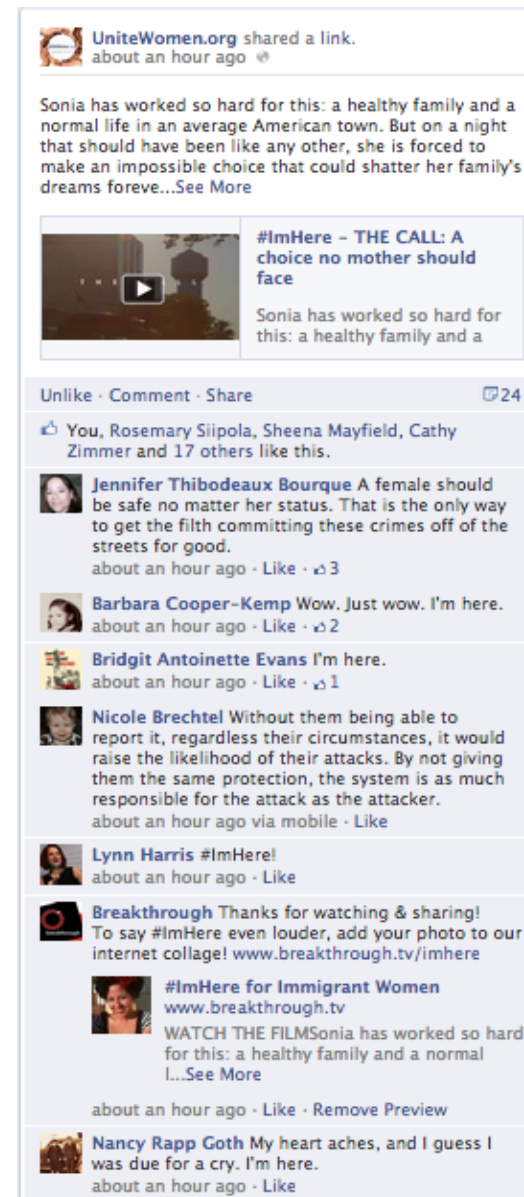 UniteWomen.org shared a link.
about an hour ago
Sonia has worked so hard for this: a healthy family and a
normal life in an average American town. But on a night
that should have been like any other, she is forced to
make an impossible choice that could shatter her family's
dreams foreve...See More
#ImHere - THE CALL: A
choice no mother should
face
Sonia has worked so hard for
this: a healthy family and a
Unlike · Comment · Share 24
You, Rosemary Siipola, Sheena Mayfield, Cathy
Zimmer and 17 others like this.
Jennifer Thibodeaux Bourque A female should
be safe no matter her status. That is the only way
to get the filth committing these crimes off of the
streets for good.
about an hour ago · Like · 3
Barbara Cooper-Kemp Wow. Just wow. I'm here.
about an hour ago · Like · 2
Bridgit Antoinette Evans I'm here.
about an hour ago · Like · 1
Nicole Brechtel Without them being able to
report it, regardless their circumstances, it would
raise the likelihood of their attacks. By not giving
them the same protection, the system is as much
responsible for the attack as the attacker.
about an hour ago via mobile · Like
Lynn Harris #ImHere!
about an hour ago · Like
Breakthrough Thanks for watching & sharing!
To say #ImHere even louder, add your photo to our
internet collage! www.breakthrough.tv/imhere
#ImHere for Immigrant Women
www.breakthrough.tv
WATCH THE FILMSonia has worked so hard
for this: a healthy family and a normal
l...See More
about an hour ago · Like · Remove Preview
Nancy Rapp Goth My heart aches, and I guess I
was due for a cry. I'm here.
about an hour ago · Like